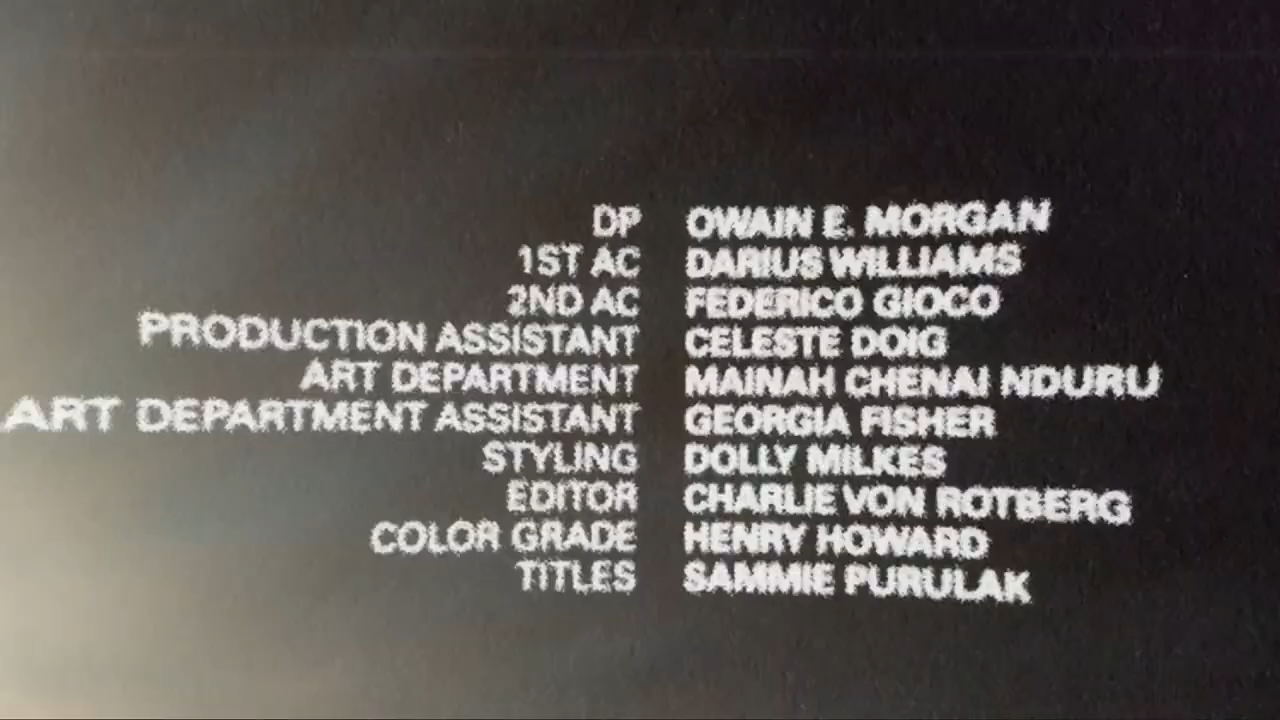 DP OWAIN E. MORGAN
1ST AC DARIUS WILLIAMS
2ND AC FEDERICO GIOCO
PRODUCTION ASSISTANT CELESTE DOIG
ART DEPARTMENT MAINAH CHENAI NDURU
ART DEPARTMENT ASSISTANT GEORGIA FISHER
STYLING DOLLY MILKES
EDITOR CHARLIE VON ROTBERG
COLOR GRADE HENRY HOWARD
TITLES SAMMIE PURULAK